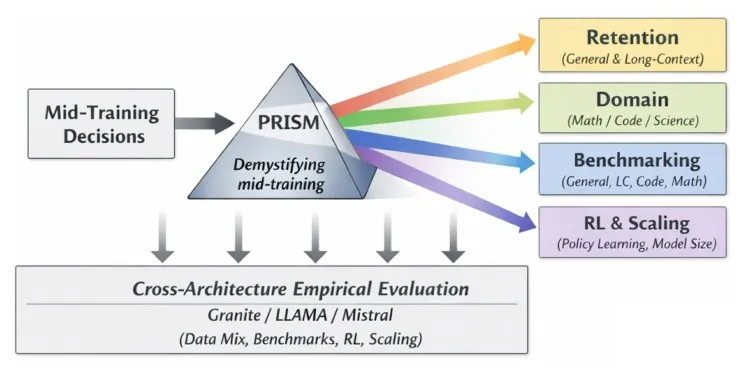 Mid-Training
Decisions
PRISM
Demystifying
mid-training
Retention
(General & Long-Context)
Domain
(Math / Code / Science)
Benchmarking
(General, LC, Code, Math)
RL & Scaling
(Policy Learning, Model Size)
Cross-Architecture Empirical Evaluation
Granite / LLAMA / Mistral
(Data Mix, Benchmarks, RL, Scaling)